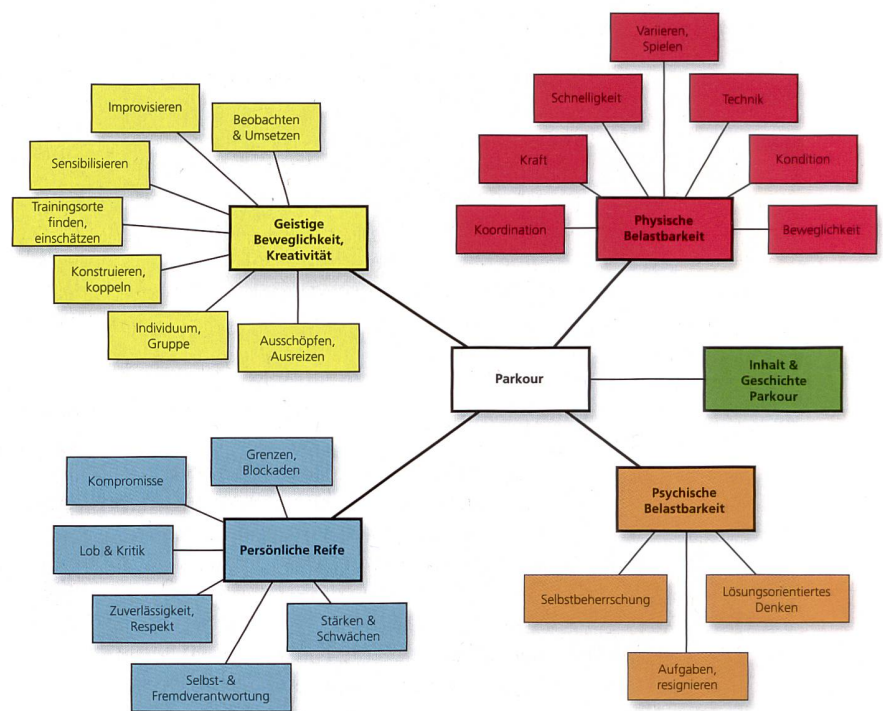 Improvisieren
Beobachten
& Umsetzen
Sensibilisieren
Trainingsorte
finden,
einschätzen
Geistige
Beweglichkeit,
Kreativität
Konstruieren,
koppeln
Individuum,
Gruppe
Ausschöpfen,
Ausreizen
Variieren,
Spielen
Schnelligkeit
Technik
Kraft
Kondition
Koordination
Physische
Belastbarkeit
Beweglichkeit
Parkour
Inhalt &
Geschichte
Parkour
Grenzen,
Blockaden
Kompromisse
Lob & Kritik
Persönliche Reife
Zuverlässigkeit,
Respekt
Stärken &
Schwächen
Selbst- &
Fremdverantwortung
Psychische
Belastbarkeit
Selbstbeherrschung
Lösungsorientiertes
Denken
Aufgaben,
resignieren